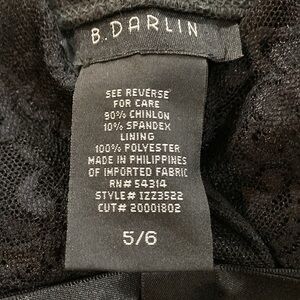 B. DARLIN
SEE REVERSE
FOR CARE
90% CHINLON
10% SPANDEX
LINING
100% POLYESTER
MADE IN PHILIPPINES
OF IMPORTED FABRIC
RN# 54314
STYLE# IZZ3522
CUT# 20001802
5/6